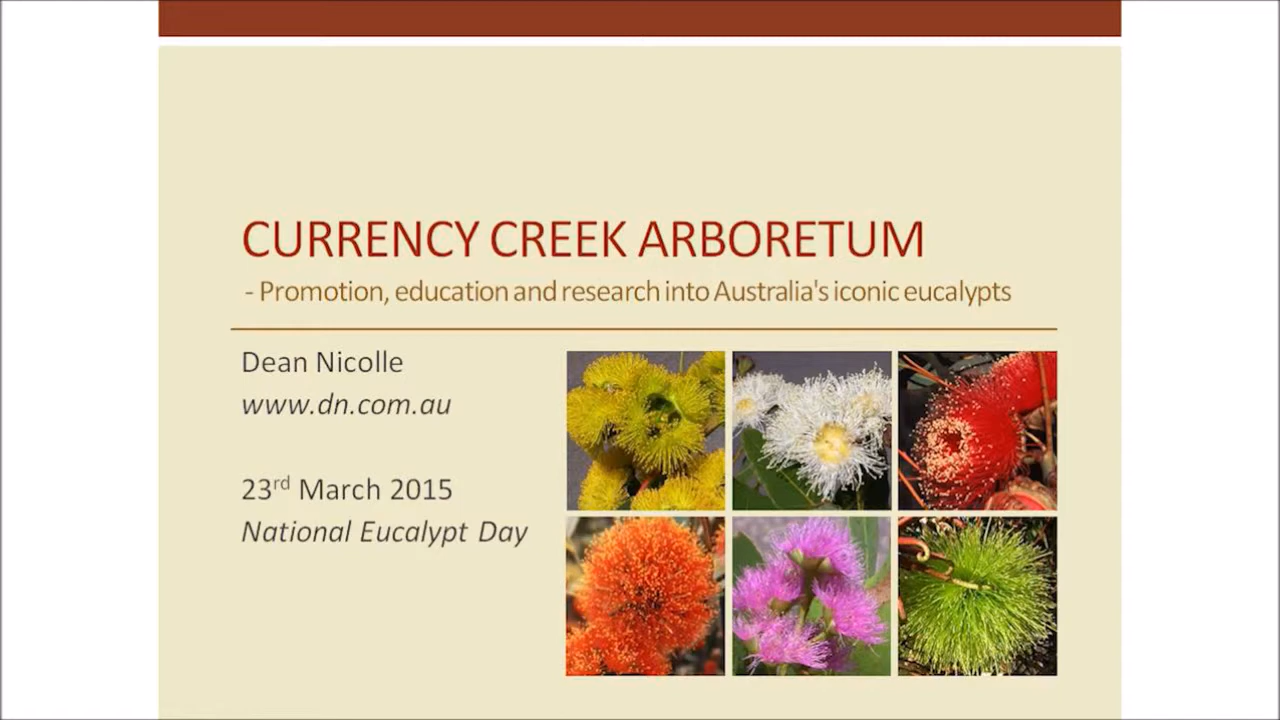 CURRENCY CREEK ARBORETUM
- Promotion, education and research into Australia's iconic eucalypts
Dean Nicolle
www.dn.com.au
23rd March 2015
National Eucalypt Day